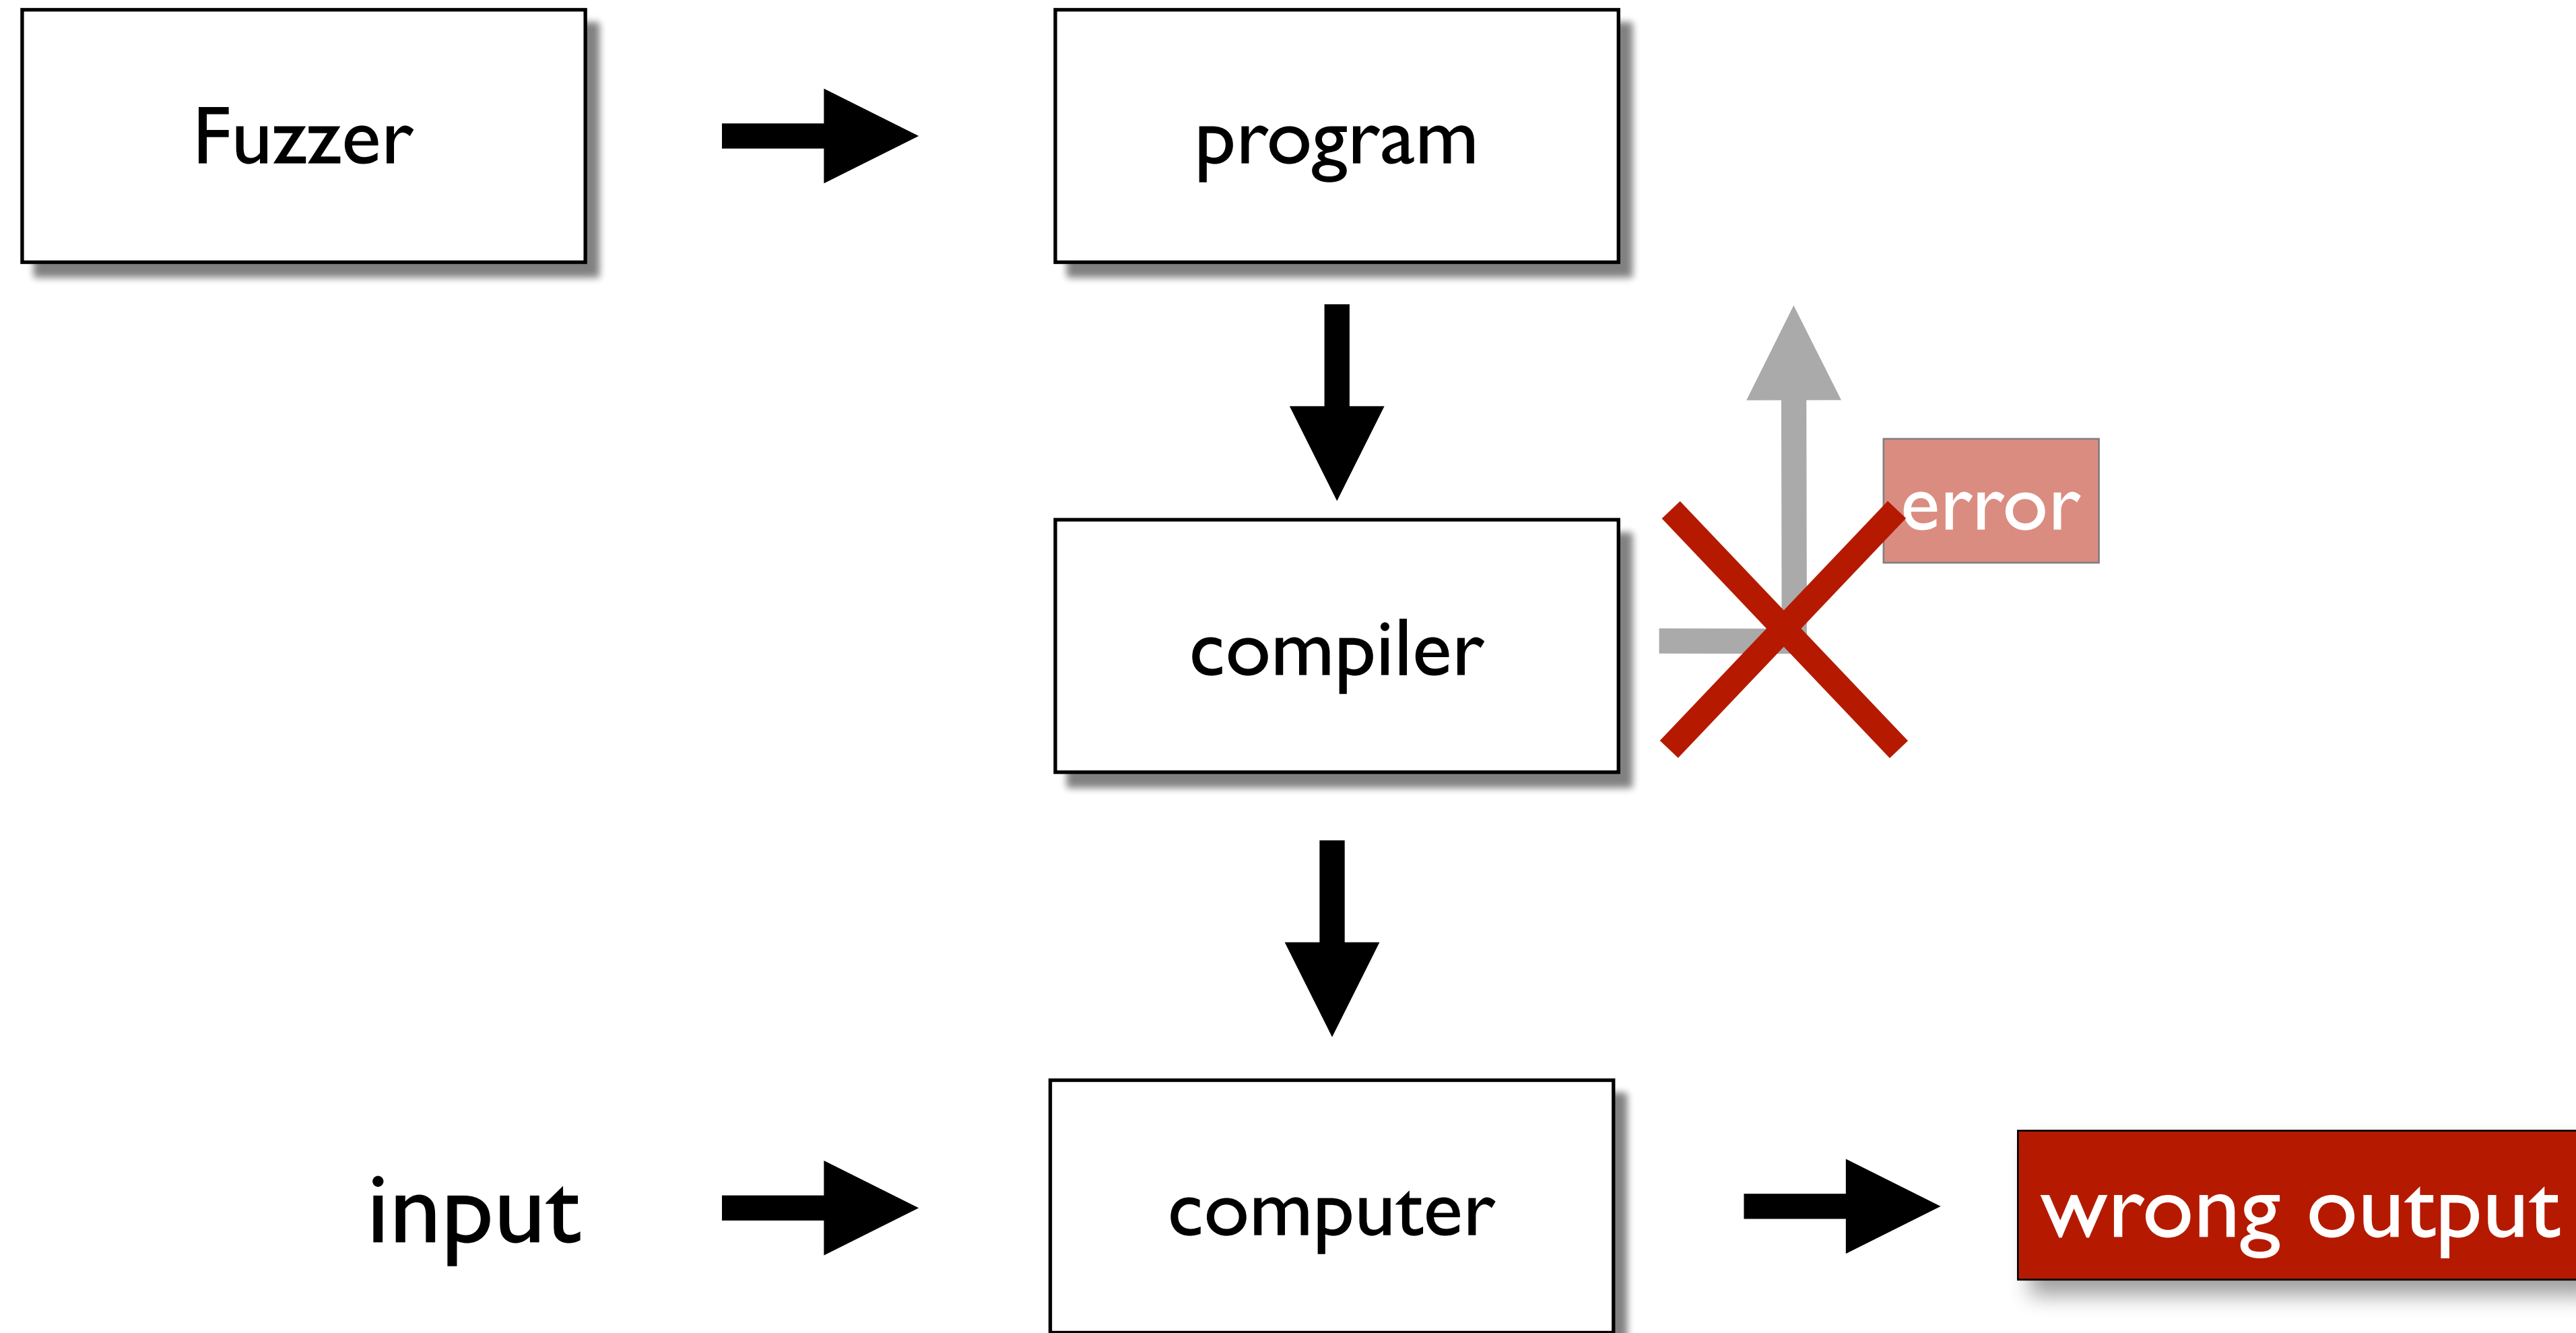 Fuzzer
program
error
compiler
input
computer
wrong output